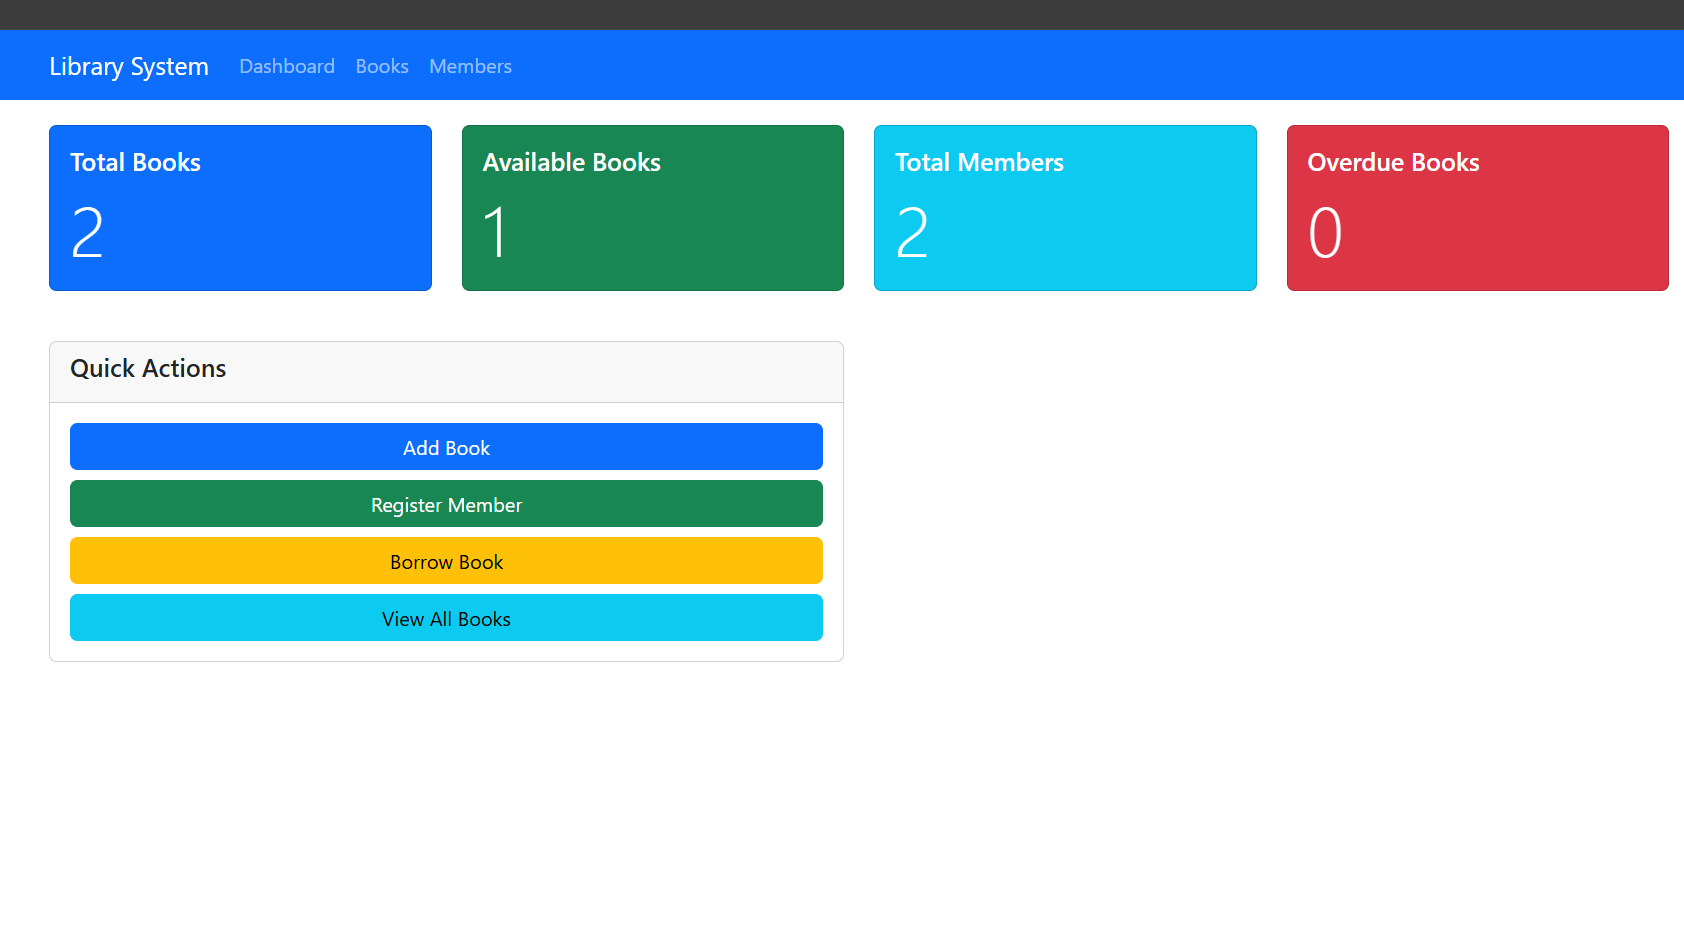 Library System Dashboard Books Members
Total Books
2
Available Books
1
Total Members
2
Overdue Books
0
Quick Actions
Add Book
Register Member
Borrow Book
View All Books